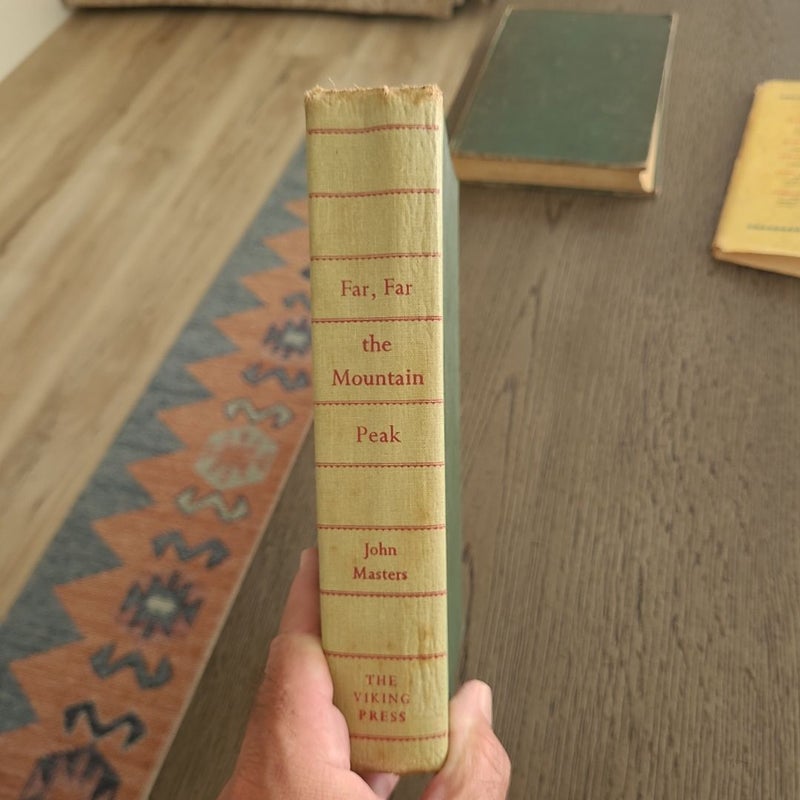 Far, Far
the
Mountain
Peak
John
Masters
THE
VIKING
PRESS